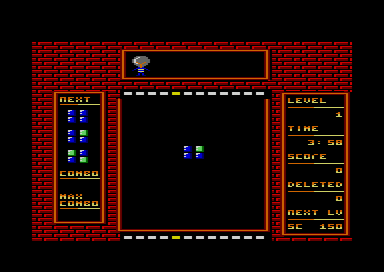 NEXT
COMBO
MAX
COMBO
LEVEL
1
TIME
3:58
SCORE
0
DELETED
0
NEXT LV
SC 150